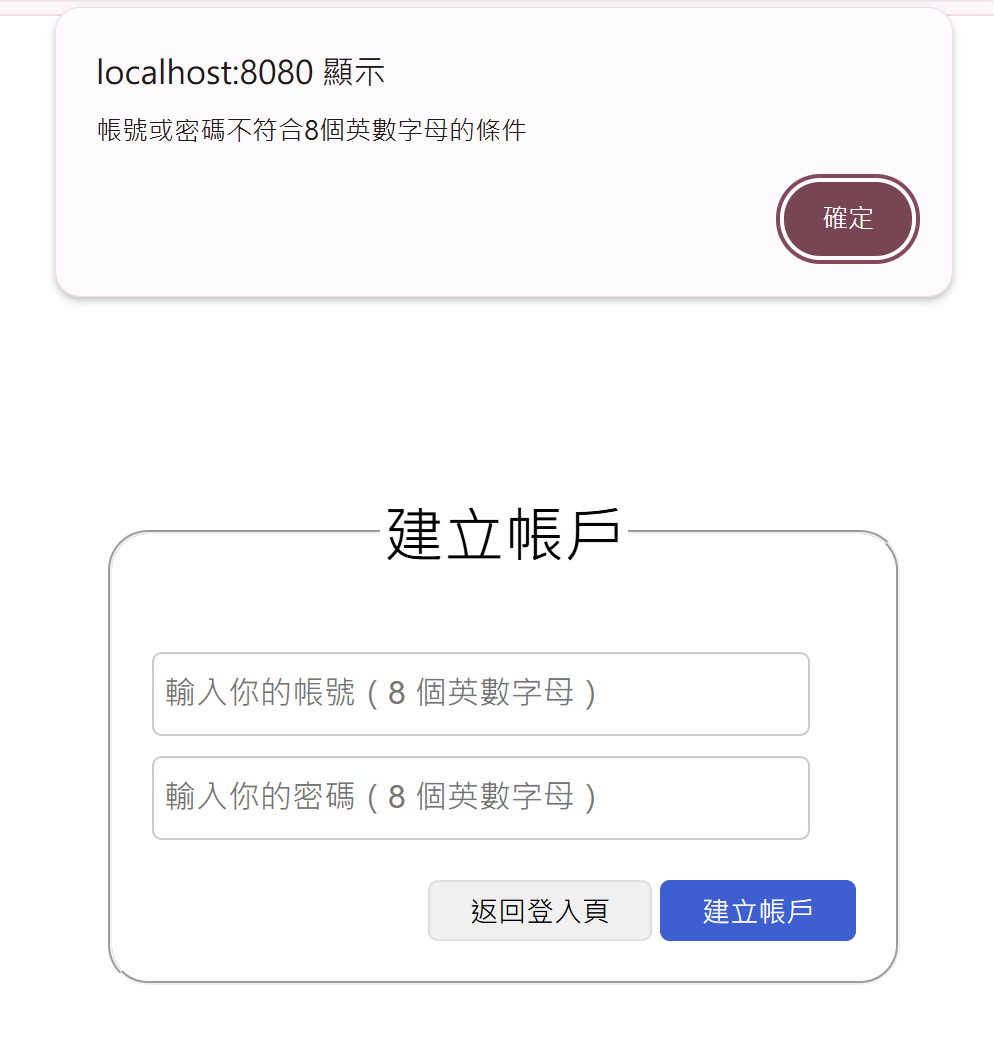 localhost:8080 顯示
帳號或密碼不符合8個英數字母的條件
確定
建立帳戶
輸入你的帳號（8 個英數字母）
輸入你的密碼（8 個英數字母）
返回登入頁
建立帳戶